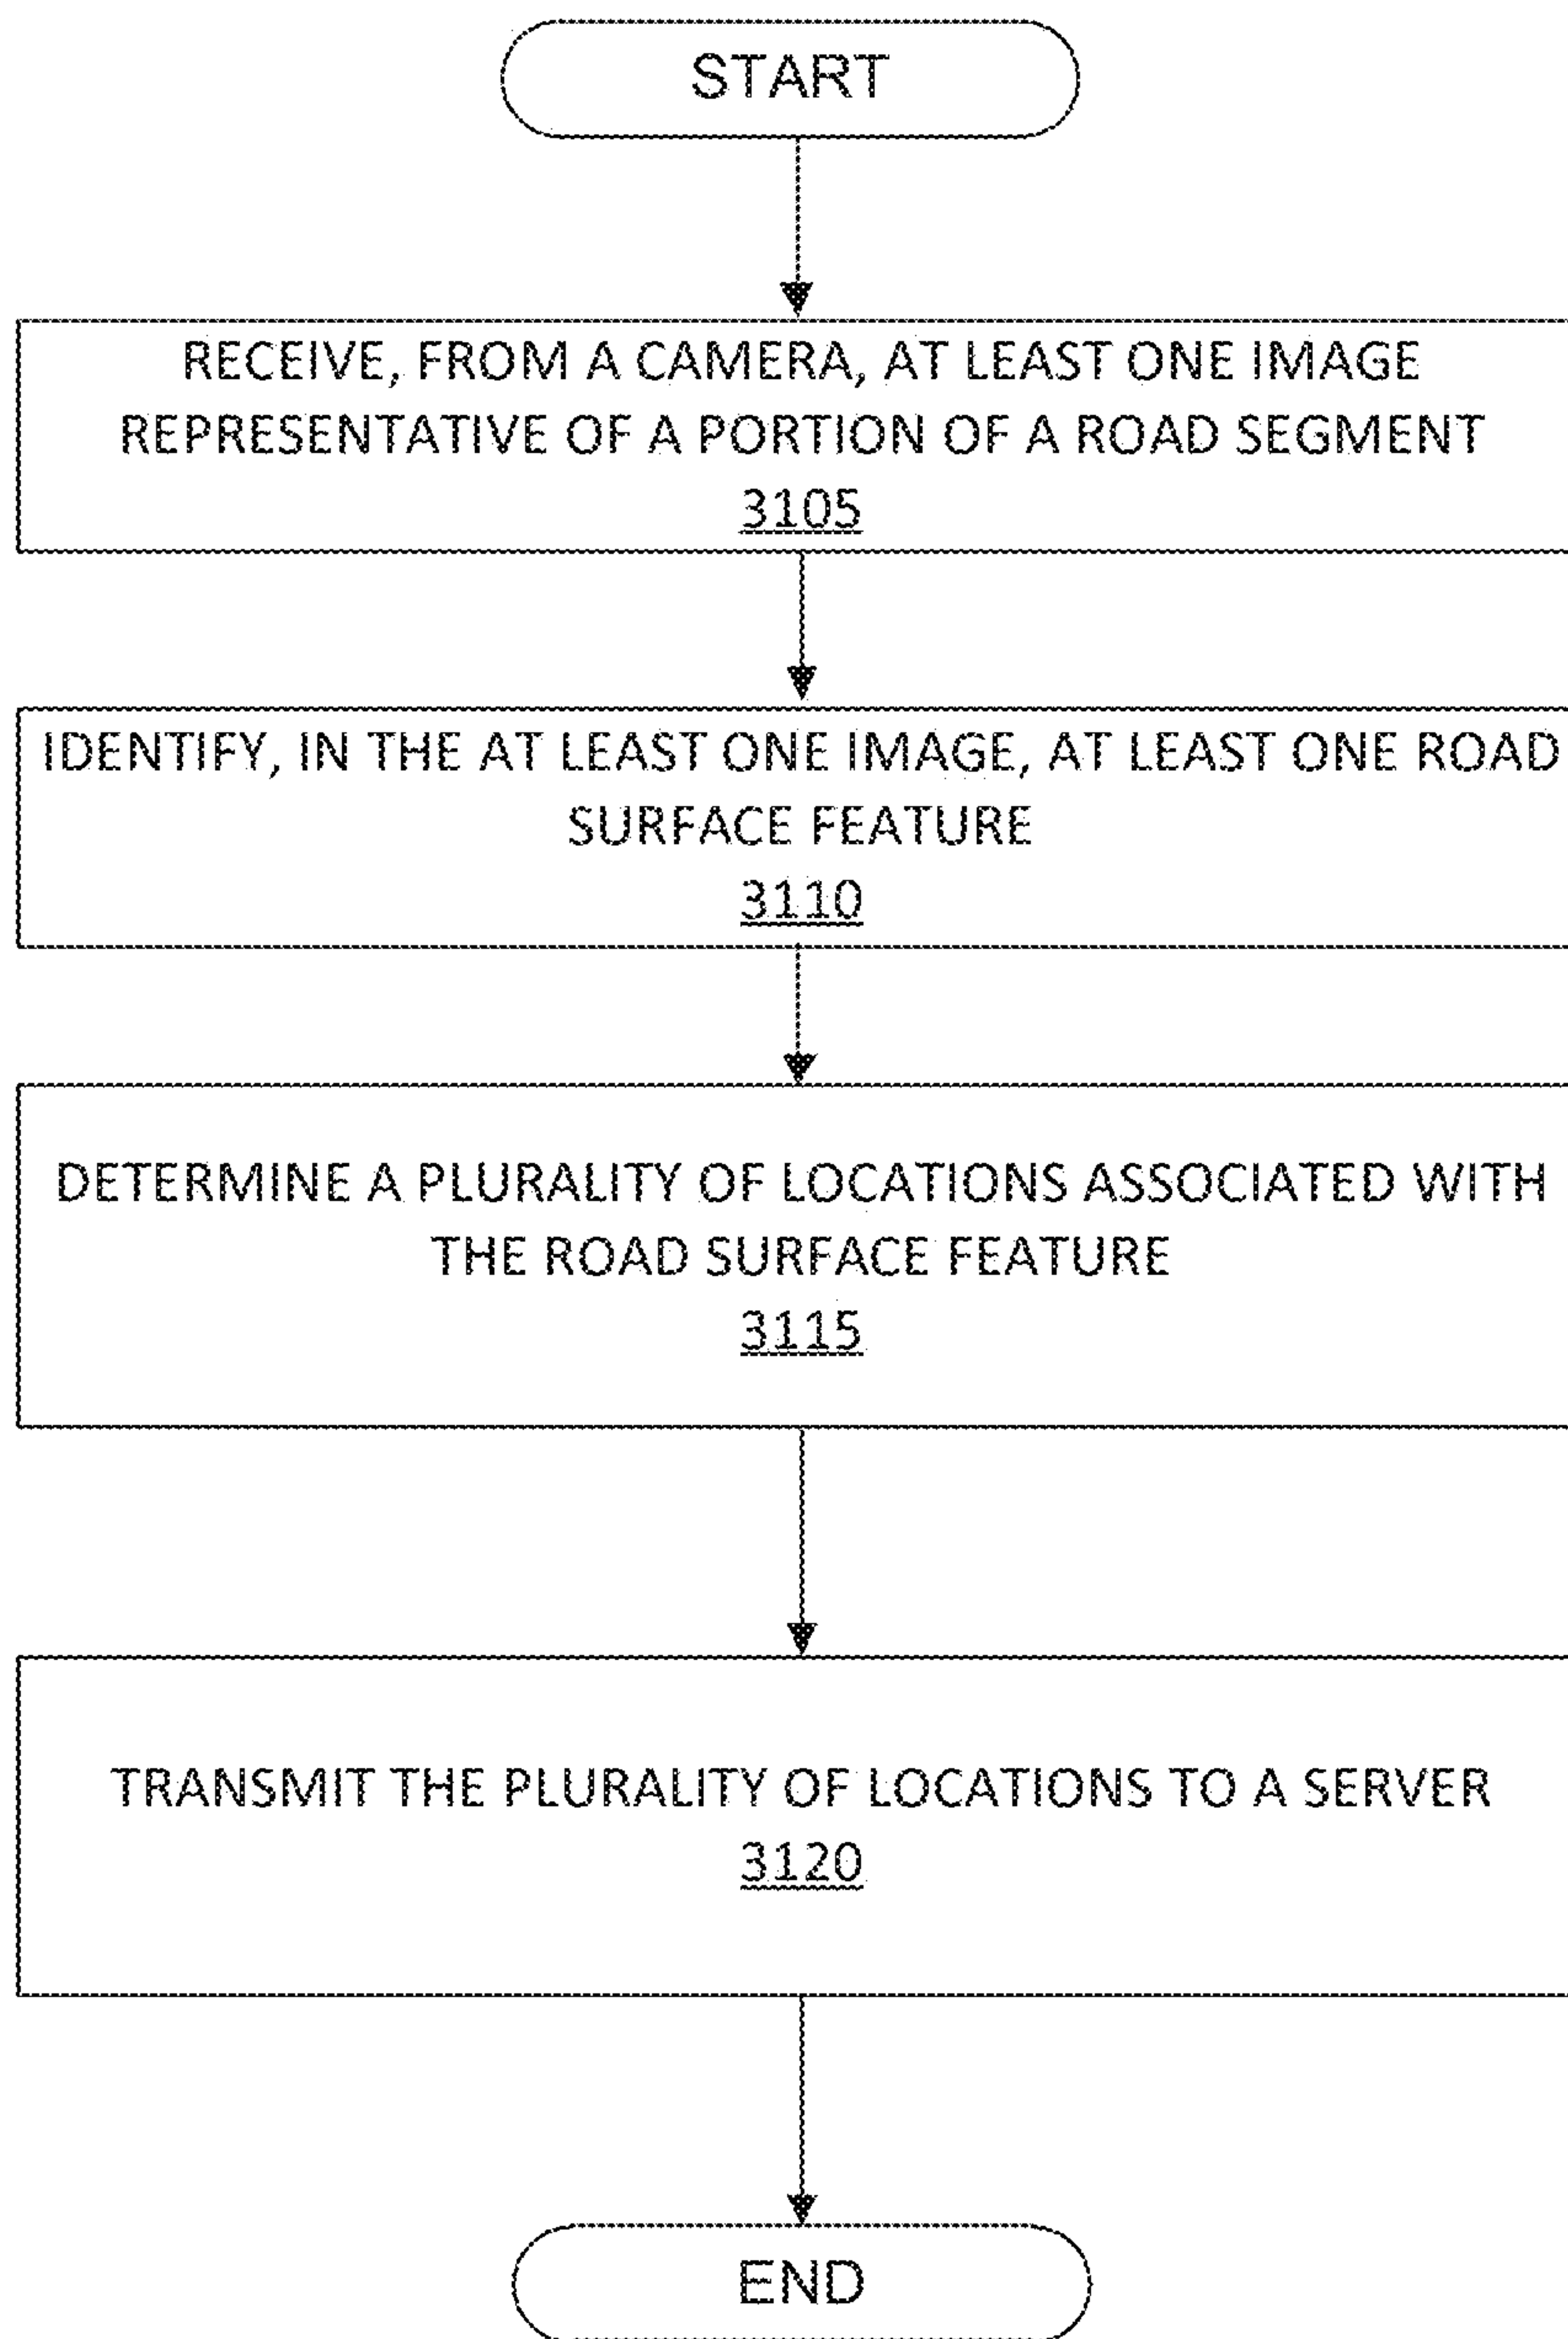 START
RECEIVE, FROM A CAMERA, AT LEAST ONE IMAGE
REPRESENTATIVE OF A PORTION OF A ROAD SEGMENT
3105
IDENTIFY, IN THE AT LEAST ONE IMAGE, AT LEAST ONE ROAD
SURFACE FEATURE
3110
DETERMINE A PLURALITY OF LOCATIONS ASSOCIATED WITH
THE ROAD SURFACE FEATURE
3115
TRANSMIT THE PLURALITY OF LOCATIONS TO A SERVER
3120
END